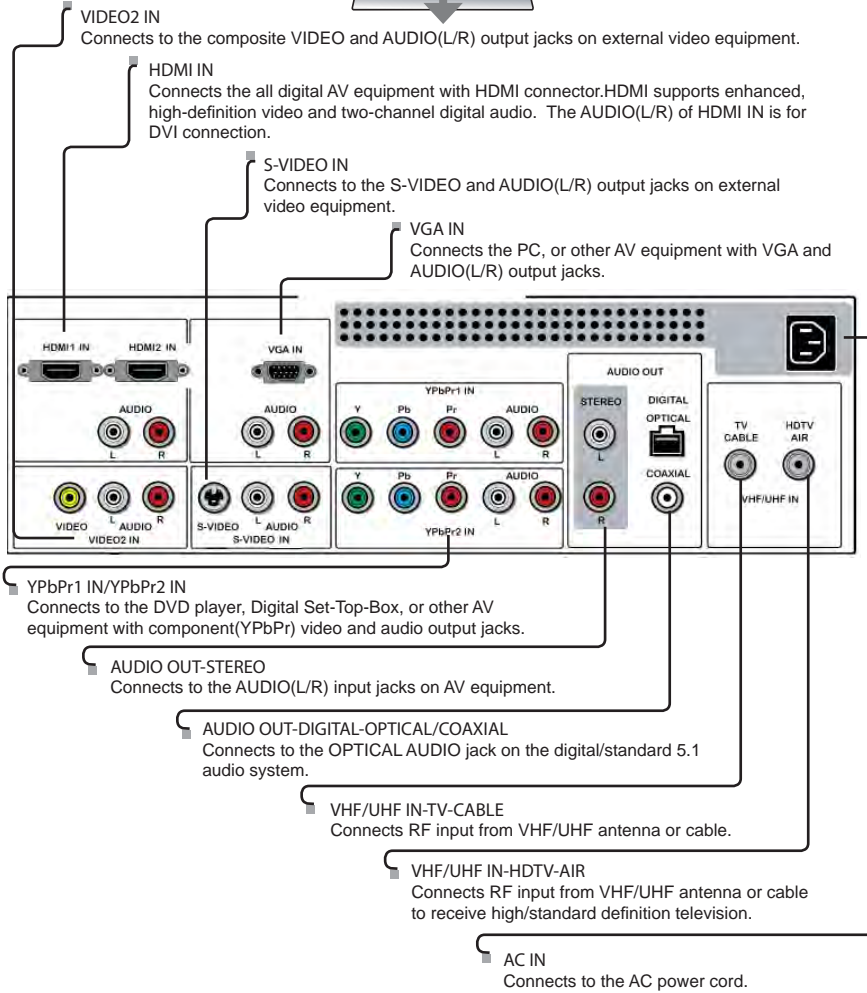 VIDEO2 IN
Connects to the composite VIDEO and AUDIO(L/R) output jacks on external video equipment.
HDMI IN
Connects the all digital AV equipment with HDMI connector.HDMI supports enhanced,
high-definition video and two-channel digital audio. The AUDIO(L/R) of HDMI IN is for
DVI connection.
S-VIDEO IN
Connects to the S-VIDEO and AUDIO(L/R) output jacks on external
video equipment.
VGA IN
Connects the PC, or other AV equipment with VGA and
AUDIO(L/R) output jacks.
HDMI1 IN
HDMI2 IN
AUDIO
L
R
VGA IN
AUDIO
L
R
YPbPr1 IN
Y
Pb
Pr
AUDIO
L
R
AUDIO OUT
STEREO
L
R
DIGITAL
OPTICAL
COAXIAL
TV
CABLE
HDTV
AIR
VHF/UHF IN
VIDEO
L
AUDIO
R
VIDEO2 IN
S-VIDEO
L
AUDIO
R
S-VIDEO IN
Y
Pb
Pr
AUDIO
L
R
YPbPr2 IN
YPbPr1 IN/YPbPr2 IN
Connects to the DVD player, Digital Set-Top-Box, or other AV
equipment with component(YPbPr) video and audio output jacks.
AUDIO OUT-STEREO
Connects to the AUDIO(L/R) input jacks on AV equipment.
AUDIO OUT-DIGITAL-OPTICAL/COAXIAL
Connects to the OPTICAL AUDIO jack on the digital/standard 5.1
audio system.
VHF/UHF IN-TV-CABLE
Connects RF input from VHF/UHF antenna or cable.
VHF/UHF IN-HDTV-AIR
Connects RF input from VHF/UHF antenna or cable
to receive high/standard definition television.
AC IN
Connects to the AC power cord.